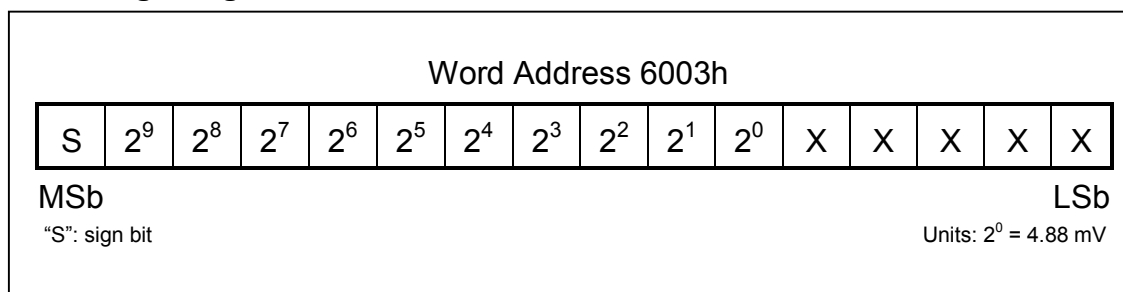 Word Address 6003h
S 2⁹ 2⁸ 2⁷ 2⁶ 2⁵ 2⁴ 2³ 2² 2¹ 2⁰ X X X X X
MSb LSb
“S”: sign bit Units: 2⁰ = 4.88 mV